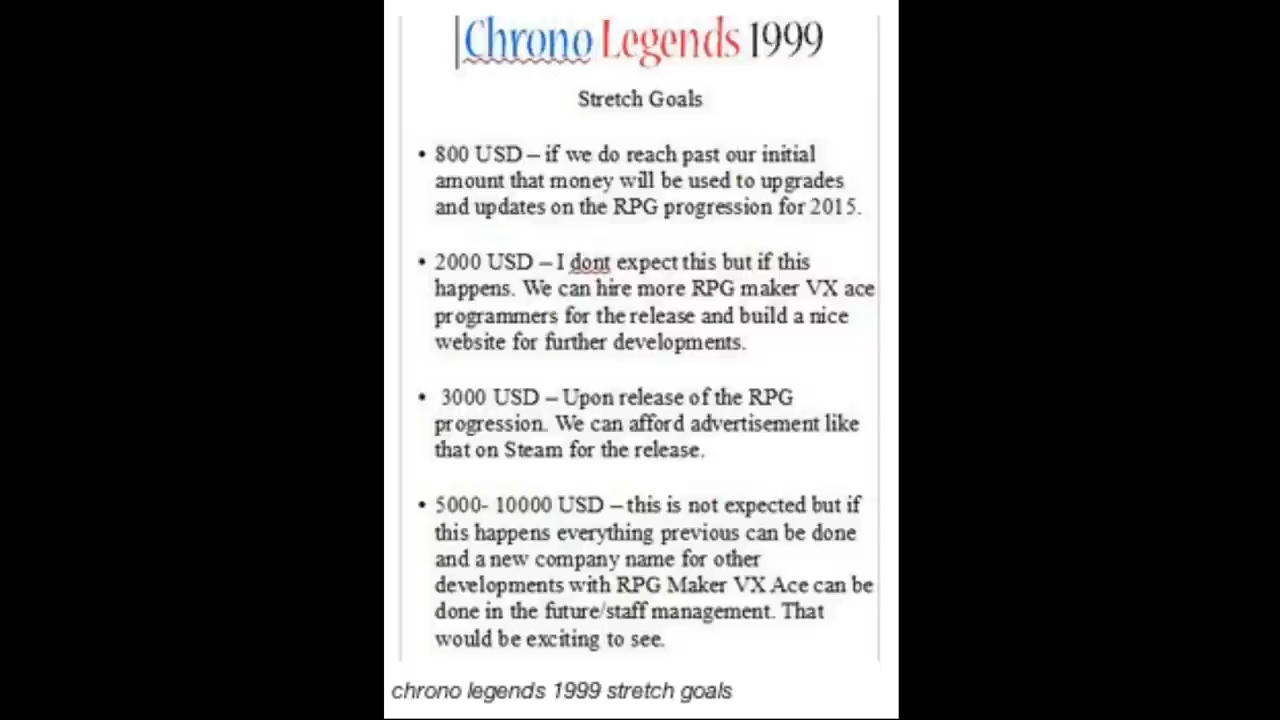 Chrono Legends 1999
Stretch Goals
• 800 USD – if we do reach past our initial
amount that money will be used to upgrades
and updates on the RPG progression for 2015.
• 2000 USD – I dont expect this but if this
happens. We can hire more RPG maker VX ace
programmers for the release and build a nice
website for further developments.
• 3000 USD – Upon release of the RPG
progression. We can afford advertisement like
that on Steam for the release.
• 5000- 10000 USD – this is not expected but if
this happens everything previous can be done
and a new company name for other
developments with RPG Maker VX Ace can be
done in the future/staff management. That
would be exciting to see.
chrono legends 1999 stretch goals